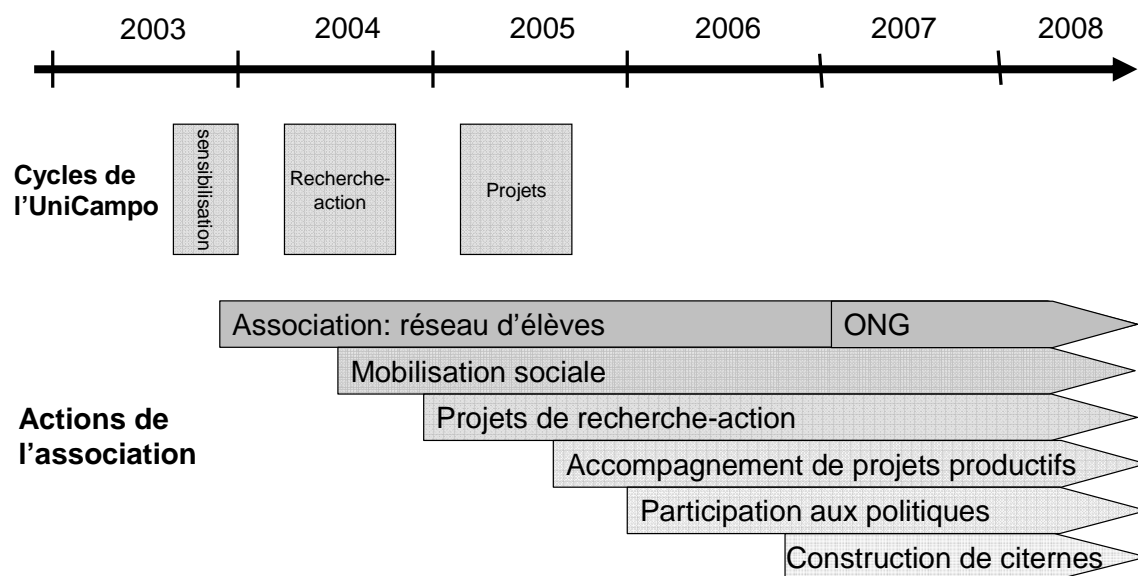 2003 2004 2005 2006 2007 2008
Cycles de
l'UniCampo
sensibilisation
Recherche-
action
Projets
Association: réseau d'élèves
ONG
Mobilisation sociale
Actions de
l'association
Projets de recherche-action
Accompagnement de projets productifs
Participation aux politiques
Construction de citernes